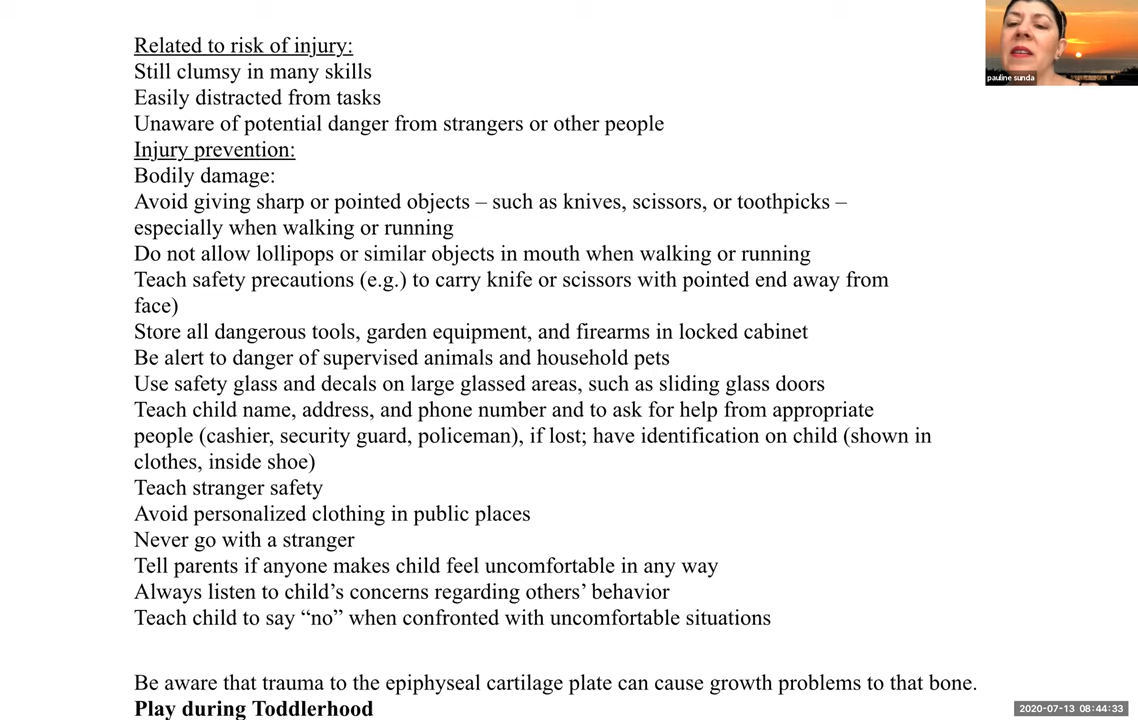 Related to risk of injury:
Still clumsy in many skills
Easily distracted from tasks
Unaware of potential danger from strangers or other people
Injury prevention:
Bodily damage:
Avoid giving sharp or pointed objects – such as knives, scissors, or toothpicks –
especially when walking or running
Do not allow lollipops or similar objects in mouth when walking or running
Teach safety precautions (e.g.) to carry knife or scissors with pointed end away from
face)
Store all dangerous tools, garden equipment, and firearms in locked cabinet
Be alert to danger of supervised animals and household pets
Use safety glass and decals on large glassed areas, such as sliding glass doors
Teach child name, address, and phone number and to ask for help from appropriate
people (cashier, security guard, policeman), if lost; have identification on child (shown in
clothes, inside shoe)
Teach stranger safety
Avoid personalized clothing in public places
Never go with a stranger
Tell parents if anyone makes child feel uncomfortable in any way
Always listen to child’s concerns regarding others’ behavior
Teach child to say “no” when confronted with uncomfortable situations
Be aware that trauma to the epiphyseal cartilage plate can cause growth problems to that bone.
Play during Toddlerhood
pauline sunda
2020-07-13 08:44:33